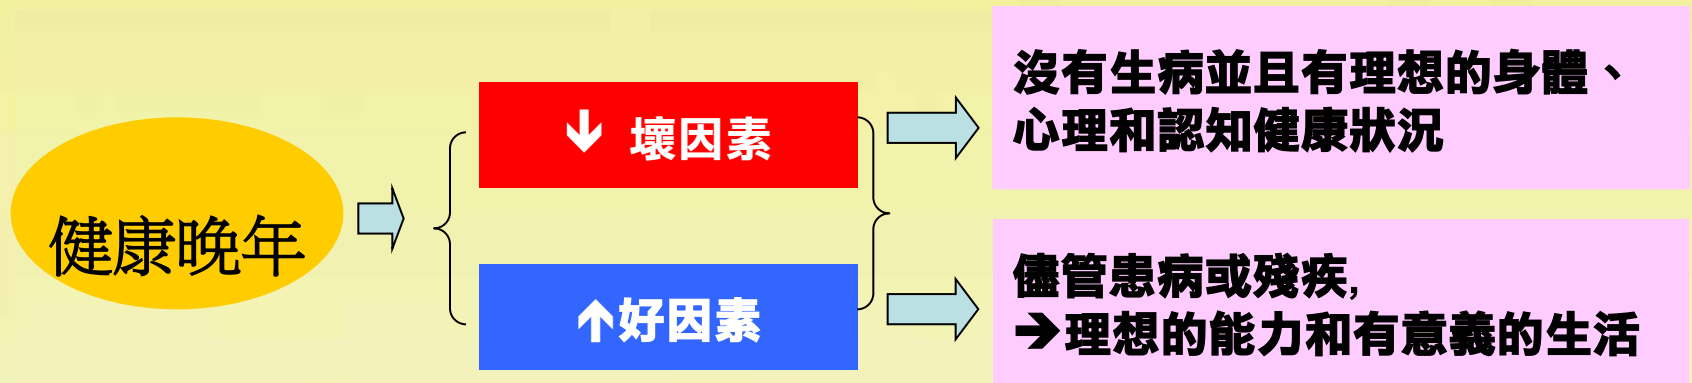 健康晚年
🡫 壞因素
🡩好因素
沒有生病並且有理想的身體、
心理和認知健康狀況
儘管患病或殘疾,
➔理想的能力和有意義的生活